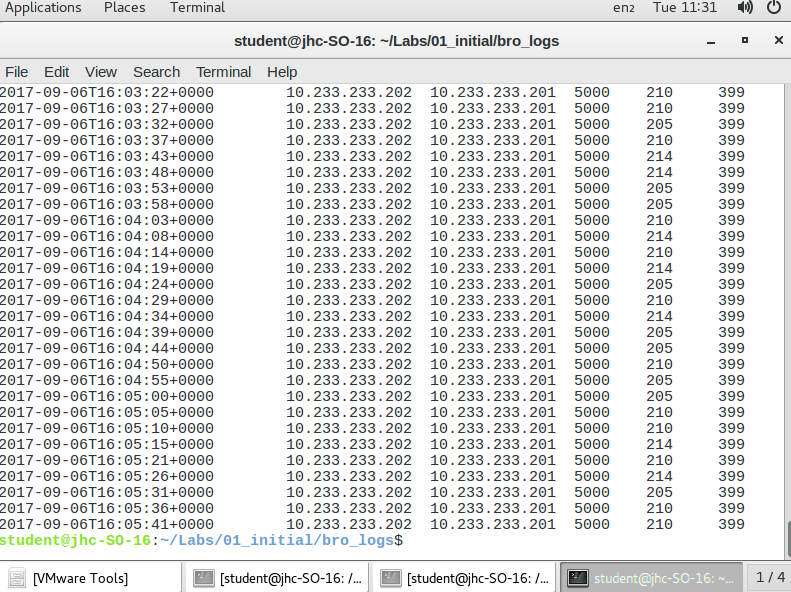 Applications Places Terminal en2 Tue 11:31
student@jhc-SO-16: ~/Labs/01_initial/bro_logs
File Edit View Search Terminal Help
2017-09-06T16:03:22+0000 10.233.233.202 10.233.233.201 5000 210 399
2017-09-06T16:03:27+0000 10.233.233.202 10.233.233.201 5000 210 399
2017-09-06T16:03:32+0000 10.233.233.202 10.233.233.201 5000 205 399
2017-09-06T16:03:37+0000 10.233.233.202 10.233.233.201 5000 210 399
2017-09-06T16:03:43+0000 10.233.233.202 10.233.233.201 5000 214 399
2017-09-06T16:03:48+0000 10.233.233.202 10.233.233.201 5000 214 399
2017-09-06T16:03:53+0000 10.233.233.202 10.233.233.201 5000 205 399
2017-09-06T16:03:58+0000 10.233.233.202 10.233.233.201 5000 205 399
2017-09-06T16:04:03+0000 10.233.233.202 10.233.233.201 5000 210 399
2017-09-06T16:04:08+0000 10.233.233.202 10.233.233.201 5000 214 399
2017-09-06T16:04:14+0000 10.233.233.202 10.233.233.201 5000 210 399
2017-09-06T16:04:19+0000 10.233.233.202 10.233.233.201 5000 214 399
2017-09-06T16:04:24+0000 10.233.233.202 10.233.233.201 5000 205 399
2017-09-06T16:04:29+0000 10.233.233.202 10.233.233.201 5000 210 399
2017-09-06T16:04:34+0000 10.233.233.202 10.233.233.201 5000 214 399
2017-09-06T16:04:39+0000 10.233.233.202 10.233.233.201 5000 205 399
2017-09-06T16:04:44+0000 10.233.233.202 10.233.233.201 5000 205 399
2017-09-06T16:04:50+0000 10.233.233.202 10.233.233.201 5000 210 399
2017-09-06T16:04:55+0000 10.233.233.202 10.233.233.201 5000 205 399
2017-09-06T16:05:00+0000 10.233.233.202 10.233.233.201 5000 205 399
2017-09-06T16:05:05+0000 10.233.233.202 10.233.233.201 5000 210 399
2017-09-06T16:05:10+0000 10.233.233.202 10.233.233.201 5000 210 399
2017-09-06T16:05:15+0000 10.233.233.202 10.233.233.201 5000 214 399
2017-09-06T16:05:21+0000 10.233.233.202 10.233.233.201 5000 210 399
2017-09-06T16:05:26+0000 10.233.233.202 10.233.233.201 5000 214 399
2017-09-06T16:05:31+0000 10.233.233.202 10.233.233.201 5000 205 399
2017-09-06T16:05:36+0000 10.233.233.202 10.233.233.201 5000 210 399
2017-09-06T16:05:41+0000 10.233.233.202 10.233.233.201 5000 210 399
student@jhc-SO-16:~/Labs/01_initial/bro_logs$
[VMware Tools] [student@jhc-SO-16: /... [student@jhc-SO-16: /... student@jhc-SO-16: ~... 1 / 4